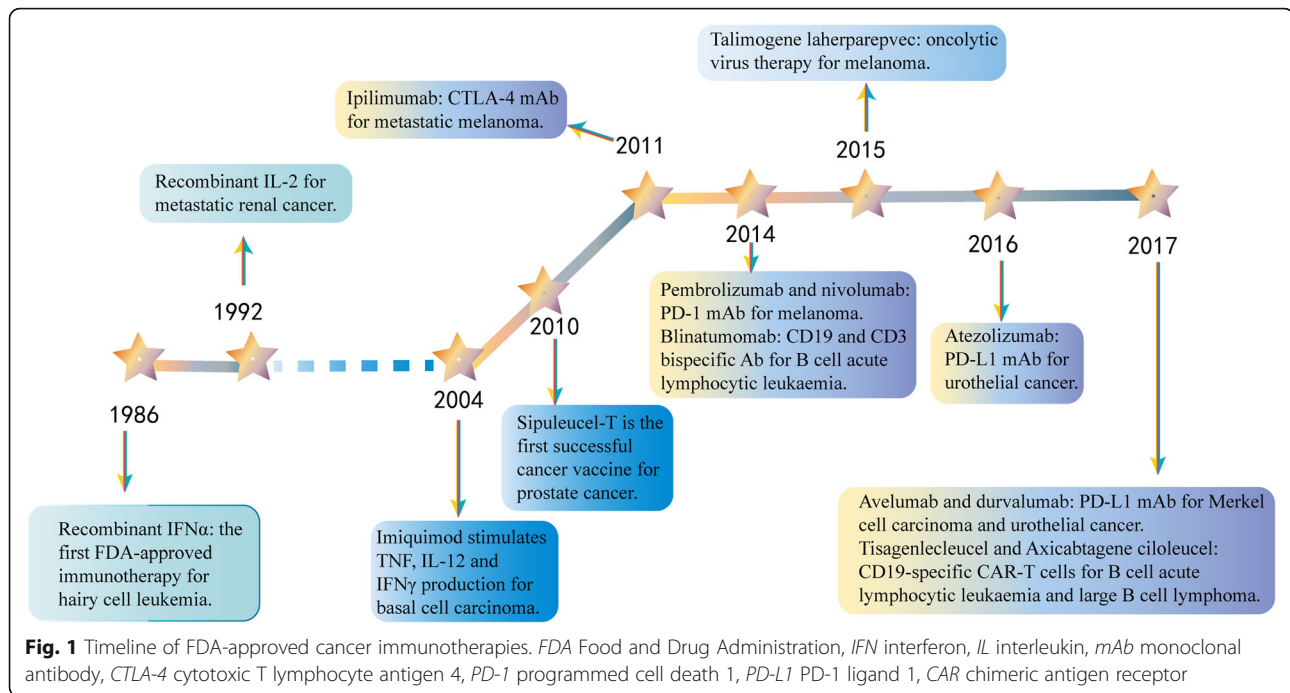 Talimogene laherparepvec: oncolytic
virus therapy for melanoma.
Ipilimumab: CTLA-4 mAb
for metastatic melanoma.
2011
2015
Recombinant IL-2 for
metastatic renal cancer.
2014
2016
2017
1992
Pembrolizumab and nivolumab:
PD-1 mAb for melanoma.
Blinatumomab: CD19 and CD3
bispecific Ab for B cell acute
lymphocytic leukaemia.
2010
Atezolizumab:
PD-L1 mAb for
urothelial cancer.
1986
2004
Sipuleucel-T is the
first successful
cancer vaccine for
prostate cancer.
Recombinant IFNα: the
first FDA-approved
immunotherapy for
hairy cell leukemia.
Imiquimod stimulates
TNF, IL-12 and
IFNγ production for
basal cell carcinoma.
Avelumab and durvalumab: PD-L1 mAb for Merkel
cell carcinoma and urothelial cancer.
Tisagenlecleucel and Axicabtagene ciloleucel:
CD19-specific CAR-T cells for B cell acute
lymphocytic leukaemia and large B cell lymphoma.
Fig. 1 Timeline of FDA-approved cancer immunotherapies. FDA Food and Drug Administration, IFN interferon, IL interleukin, mAb monoclonal
antibody, CTLA-4 cytotoxic T lymphocyte antigen 4, PD-1 programmed cell death 1, PD-L1 PD-1 ligand 1, CAR chimeric antigen receptor